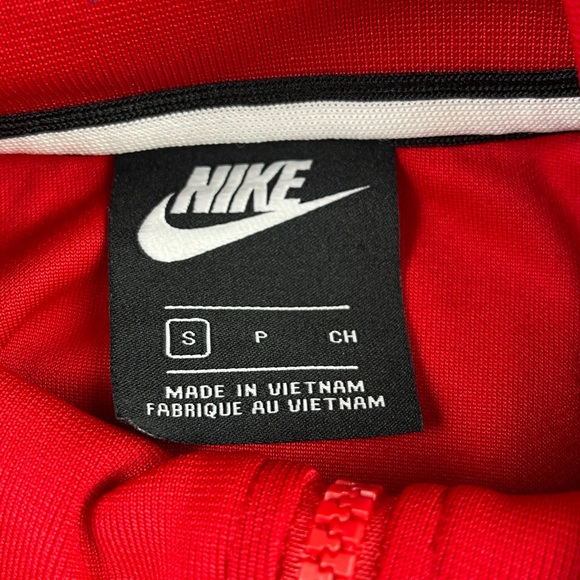 NIKE
S P CH
MADE IN VIETNAM
FABRIQUE AU VIETNAM